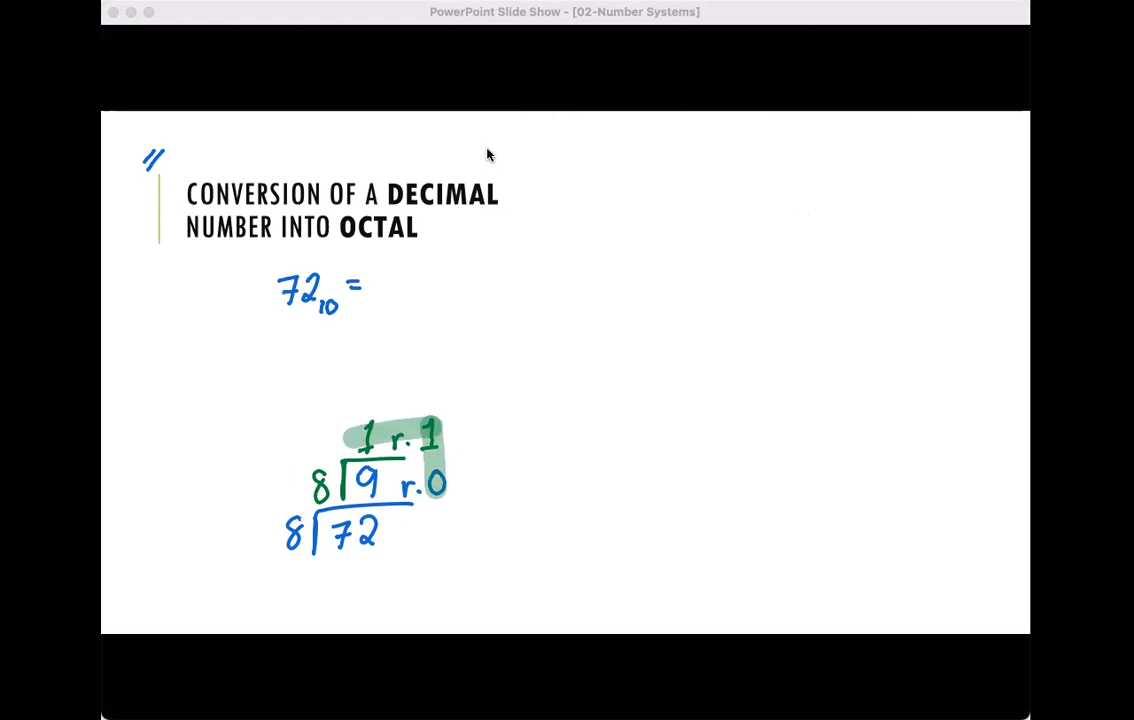 PowerPoint Slide Show - [02-Number Systems]
CONVERSION OF A DECIMAL
NUMBER INTO OCTAL
72₁₀ =
1 r. 1
8 9 r. 0
8 72